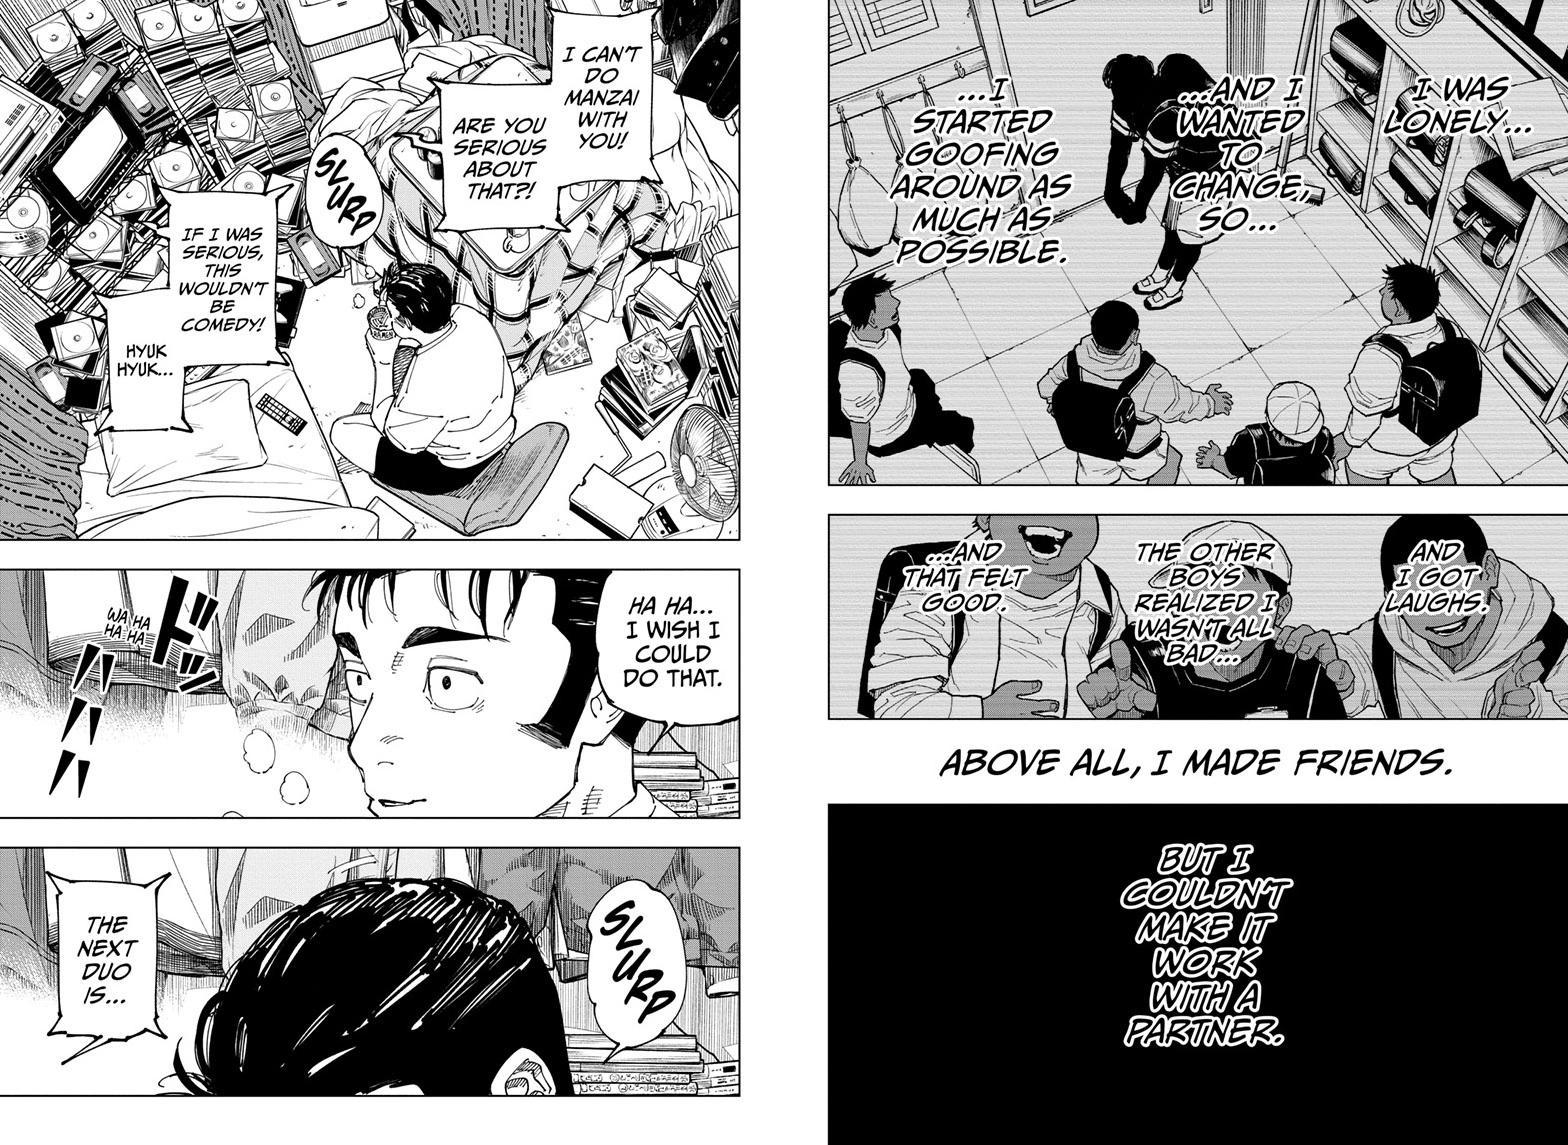 I WAS
LONELY...
...AND I
WANTED
TO
CHANGE,
SO...
...I
STARTED
GOOFING
AROUND AS
MUCH AS
POSSIBLE.
AND
I GOT
LAUGHS.
THE OTHER
BOYS
REALIZED I
WASN'T ALL
BAD...
...AND
THAT FELT
GOOD.
ABOVE ALL, I MADE FRIENDS.
BUT I
COULDN'T
MAKE IT
WORK
WITH A
PARTNER.
I CAN'T
DO
MANZAI
WITH
YOU!
ARE YOU
SERIOUS
ABOUT
THAT?!
SLURP
IF I WAS
SERIOUS,
THIS
WOULDN'T
BE
COMEDY!
HYUK
HYUK...
HA HA...
I WISH I
COULD
DO THAT.
ドッ
WA HA
HA HA
ハハハハ
SLURP
THE
NEXT
DUO
IS...